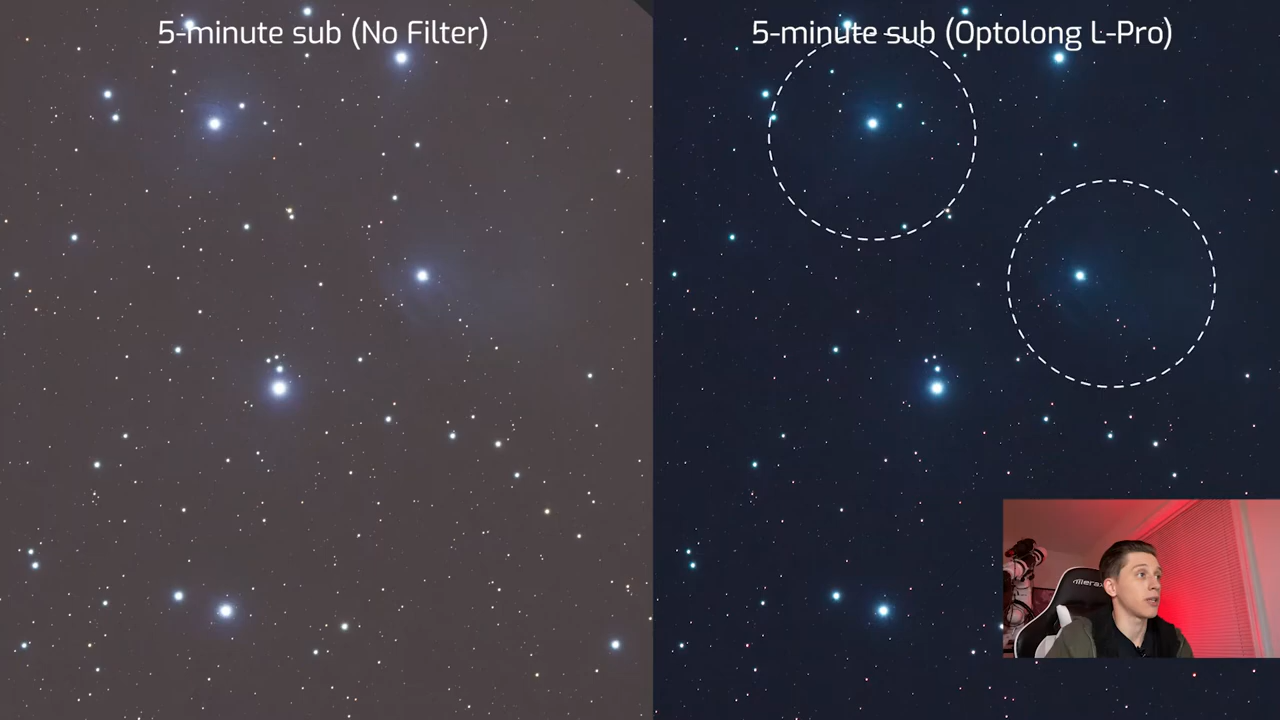 5-minute sub (No Filter)
5-minute sub (Optolong L-Pro)